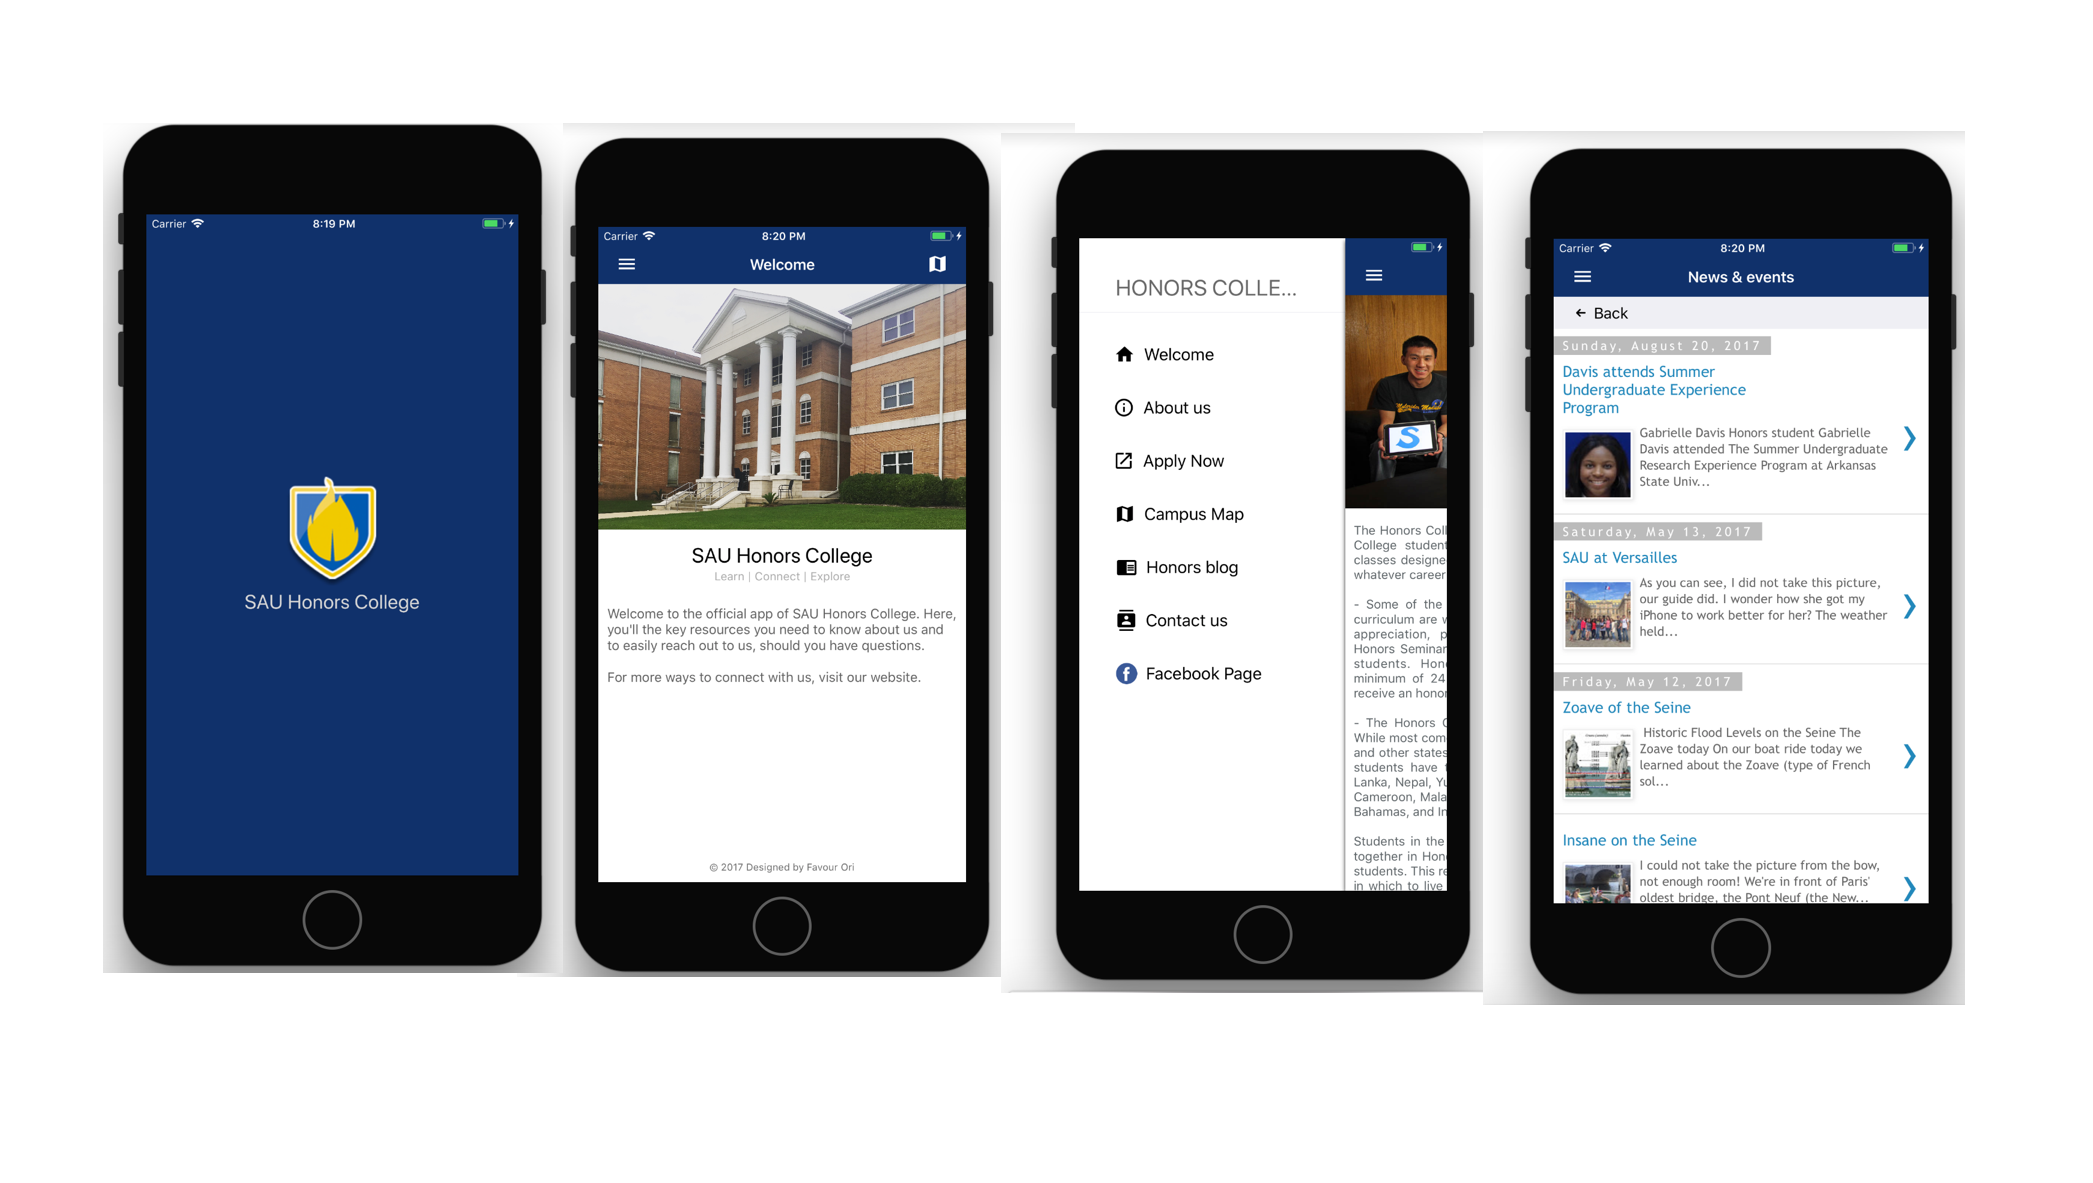 Carrier 8:19 PM
SAU Honors College
Carrier 8:20 PM
Welcome
SAU Honors College
Learn | Connect | Explore
Welcome to the official app of SAU Honors College. Here,
you'll the key resources you need to know about us and
to easily reach out to us, should you have questions.
For more ways to connect with us, visit our website.
© 2017 Designed by Favour Ori
HONORS COLLE...
Welcome
About us
Apply Now
Campus Map
Honors blog
Contact us
Facebook Page
S
The Honors Coll
College student
classes designe
whatever career
- Some of the
curriculum are
appreciation, p
Honors Seminar
students. Hon
minimum of 24
receive an honor
- The Honors
While most com
and other states
students have
Lanka, Nepal, Yu
Cameroon, Mala
Bahamas, and In
Students in the
together in Hon
students. This re
in which to live
Carrier 8:20 PM
News & events
Back
Sunday, August 20, 2017
Davis attends Summer
Undergraduate Experience
Program
Gabrielle Davis Honors student Gabrielle
Davis attended The Summer Undergraduate
Research Experience Program at Arkansas
State Univ...
Saturday, May 13, 2017
SAU at Versailles
As you can see, I did not take this picture,
our guide did. I wonder how she got my
iPhone to work better for her? The weather
held...
Friday, May 12, 2017
Zoave of the Seine
Historic Flood Levels on the Seine The
Zoave today On our boat ride today we
learned about the Zoave (type of French
sol...
Insane on the Seine
I could not take the picture from the bow,
not enough room! We're in front of Paris'
oldest bridge, the Pont Neuf (the New...